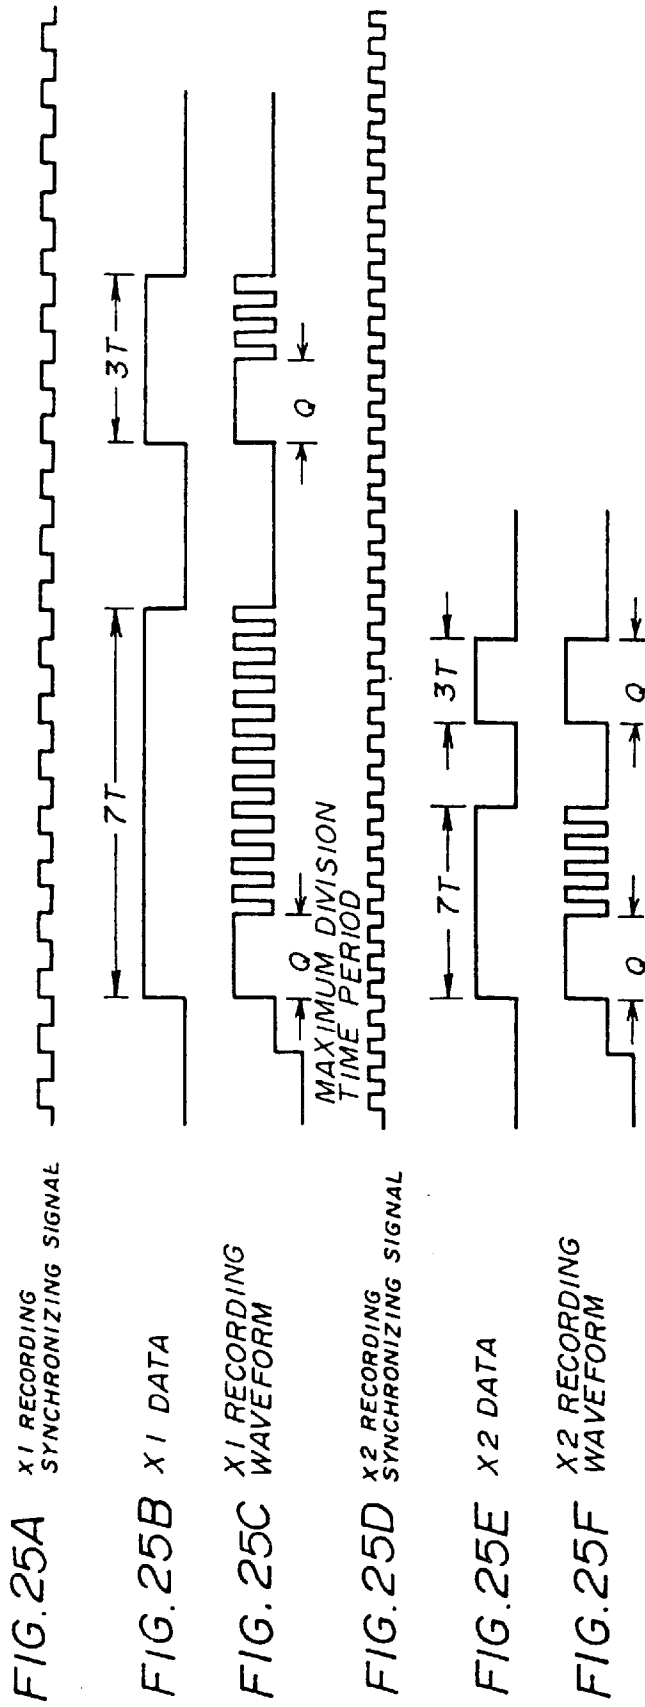 FIG.25A X1 RECORDING
SYNCHRONIZING SIGNAL
FIG.25B X1 DATA
7T
3T
FIG.25C X1 RECORDING
WAVEFORM
Q
Q
MAXIMUM DIVISION
TIME PERIOD
FIG.25D X2 RECORDING
SYNCHRONIZING SIGNAL
FIG.25E X2 DATA
7T
3T
FIG.25F X2 RECORDING
WAVEFORM
Q
Q